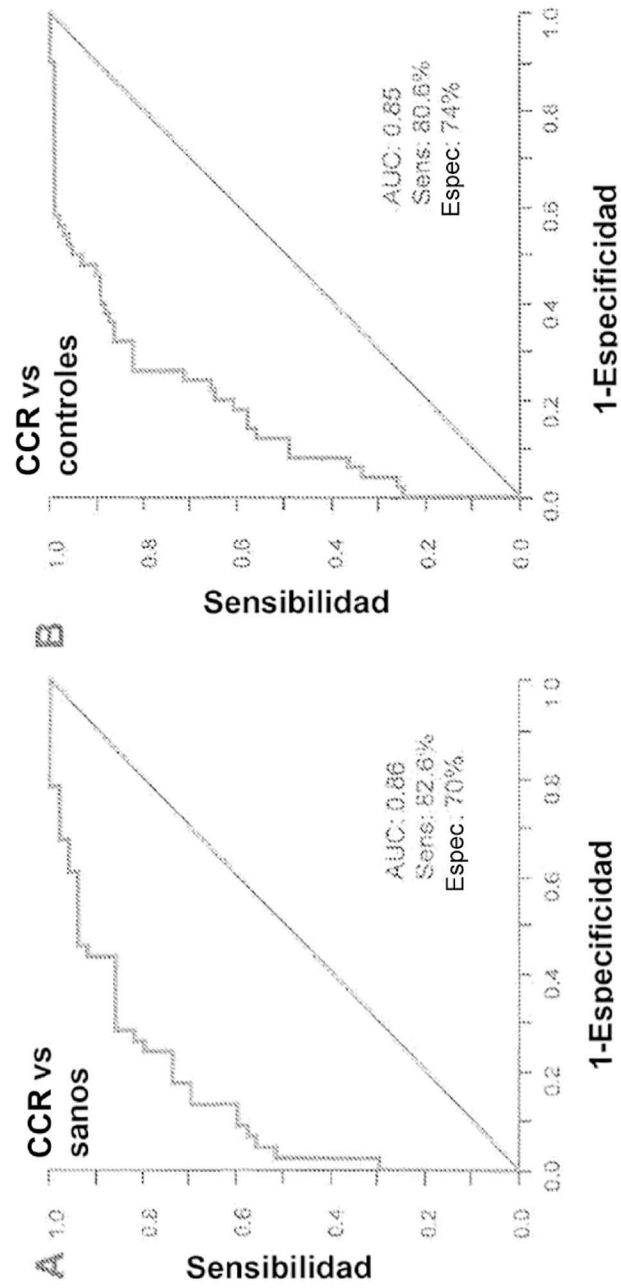 A
CCR vs
sanos
Sensibilidad
1.0
0.8
0.6
0.4
0.2
0.0
0.0 0.2 0.4 0.6 0.8 1.0
AUC: 0.86
Sens: 82.6%
Espec: 70%
1-Especificidad
B
CCR vs
controles
Sensibilidad
1.0
0.8
0.6
0.4
0.2
0.0
0.0 0.2 0.4 0.6 0.8 1.0
AUC: 0.85
Sens: 80.6%
Espec: 74%
1-Especificidad